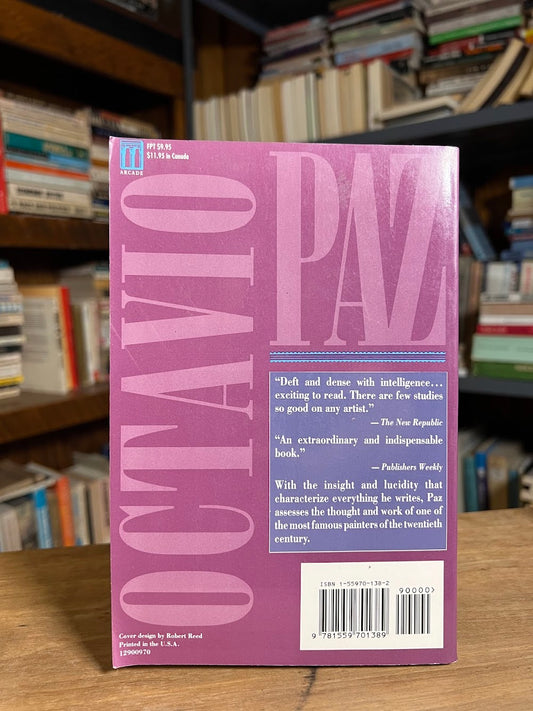 ARCADE
FPT $9.95
$11.95 in Canada
OCTAVIO
PAZ
“Deft and dense with intelligence...
exciting to read. There are few studies
so good on any artist.”
— The New Republic
“An extraordinary and indispensable
book.”
— Publishers Weekly
With the insight and lucidity that
characterize everything he writes, Paz
assesses the thought and work of one of
the most famous painters of the twentieth
century.
ISBN 1-55970-138-2
90000>
9 781559 701389
Cover design by Robert Reed
Printed in the U.S.A.
12900970